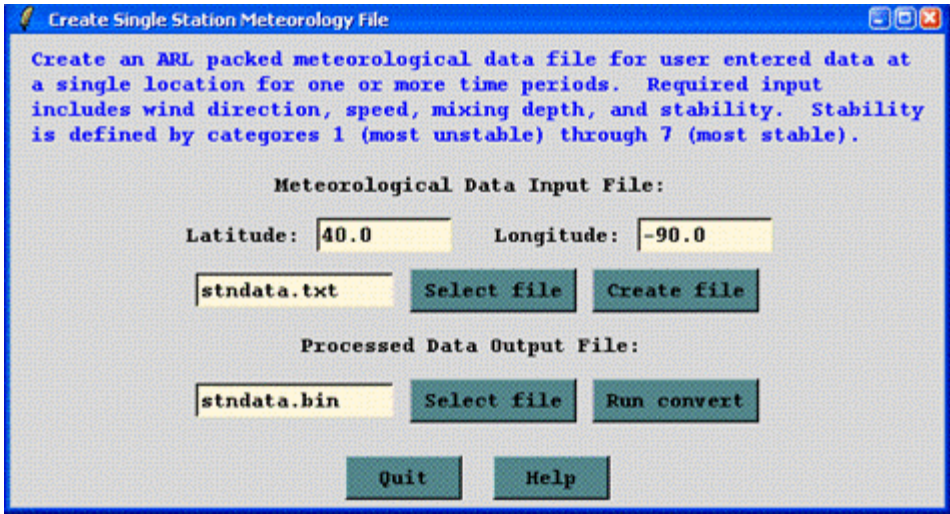 Create Single Station Meteorology File
Create an ARL packed meteorological data file for user entered data at
a single location for one or more time periods.  Required input
includes wind direction, speed, mixing depth, and stability.  Stability
is defined by categores 1 (most unstable) through 7 (most stable).
Meteorological Data Input File:
Latitude: 40.0 Longitude: -90.0
stndata.txt Select file Create file
Processed Data Output File:
stndata.bin Select file Run convert
Quit Help